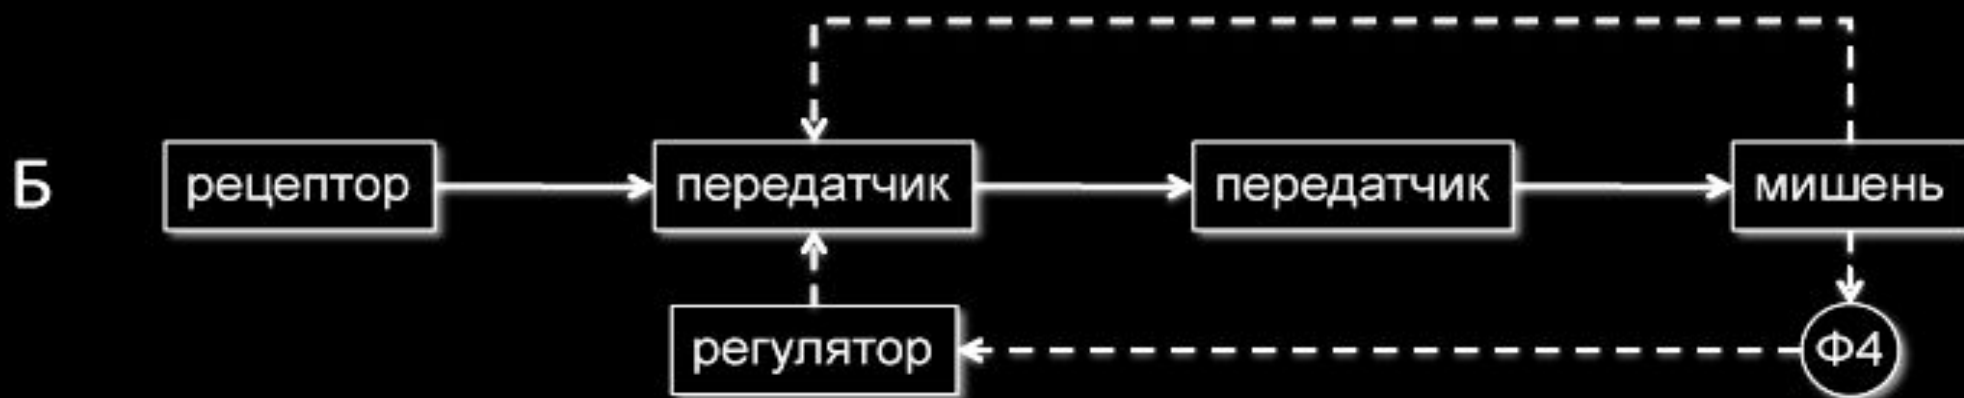 Б рецептор передатчик передатчик мишень
регулятор Ф4